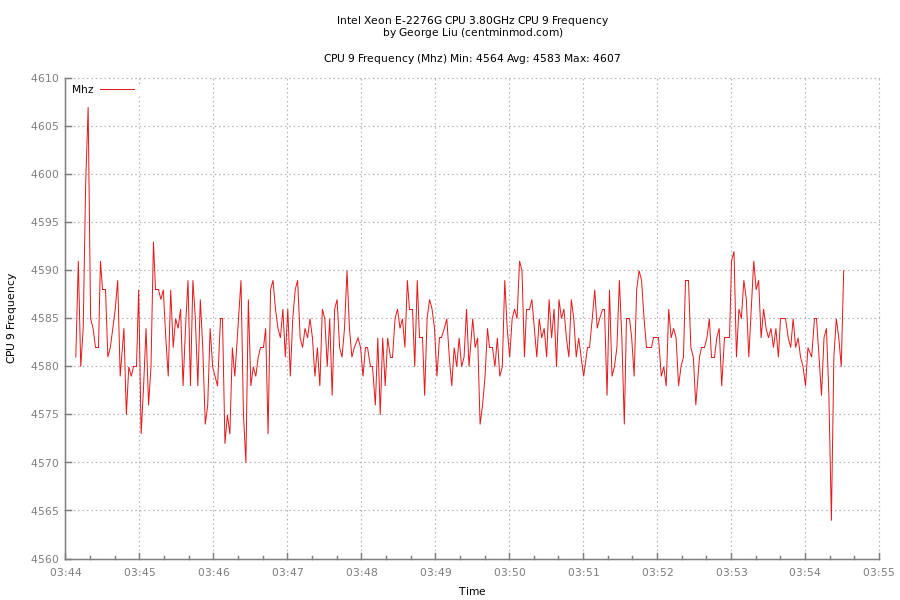 Intel Xeon E-2276G CPU 3.80GHz CPU 9 Frequency
by George Liu (centminmod.com)
CPU 9 Frequency (Mhz) Min: 4564 Avg: 4583 Max: 4607
Mhz
4610
4605
4600
4595
4590
4585
4580
4575
4570
4565
4560
CPU 9 Frequency
03:44 03:45 03:46 03:47 03:48 03:49 03:50 03:51 03:52 03:53 03:54 03:55
Time